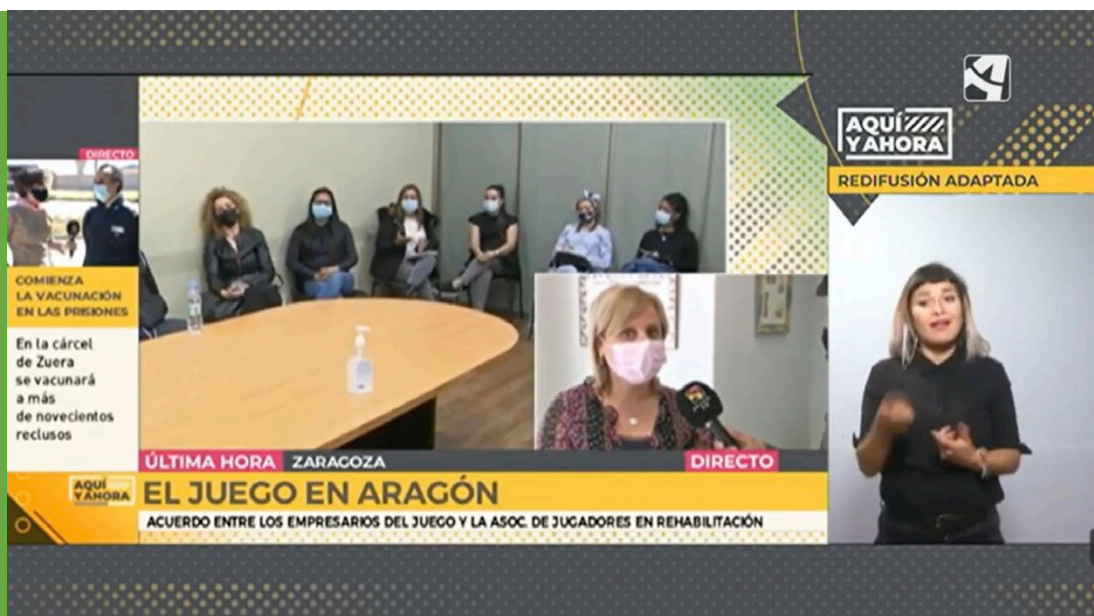 AQUÍ
Y AHORA
REDIFUSIÓN ADAPTADA
DIRECTO
COMIENZA
LA VACUNACIÓN
EN LAS PRISIONES
En la cárcel
de Zuera
se vacunará
a más
de novecientos
reclusos
ÚLTIMA HORA ZARAGOZA
DIRECTO
AQUÍ
Y AHORA
EL JUEGO EN ARAGÓN
ACUERDO ENTRE LOS EMPRESARIOS DEL JUEGO Y LA ASOC. DE JUGADORES EN REHABILITACIÓN